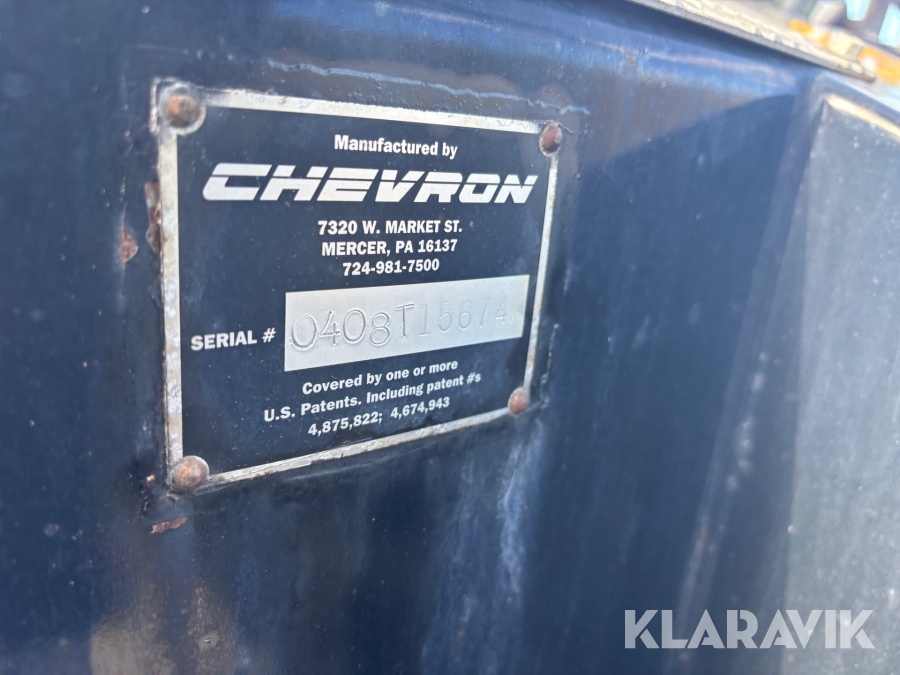 Manufactured by
CHEVRON
7320 W. MARKET ST.
MERCER, PA 16137
724-981-7500
SERIAL # 0408T15674
Covered by one or more
U.S. Patents. Including patent #s
4,875,822; 4,674,943
KLARAVIK